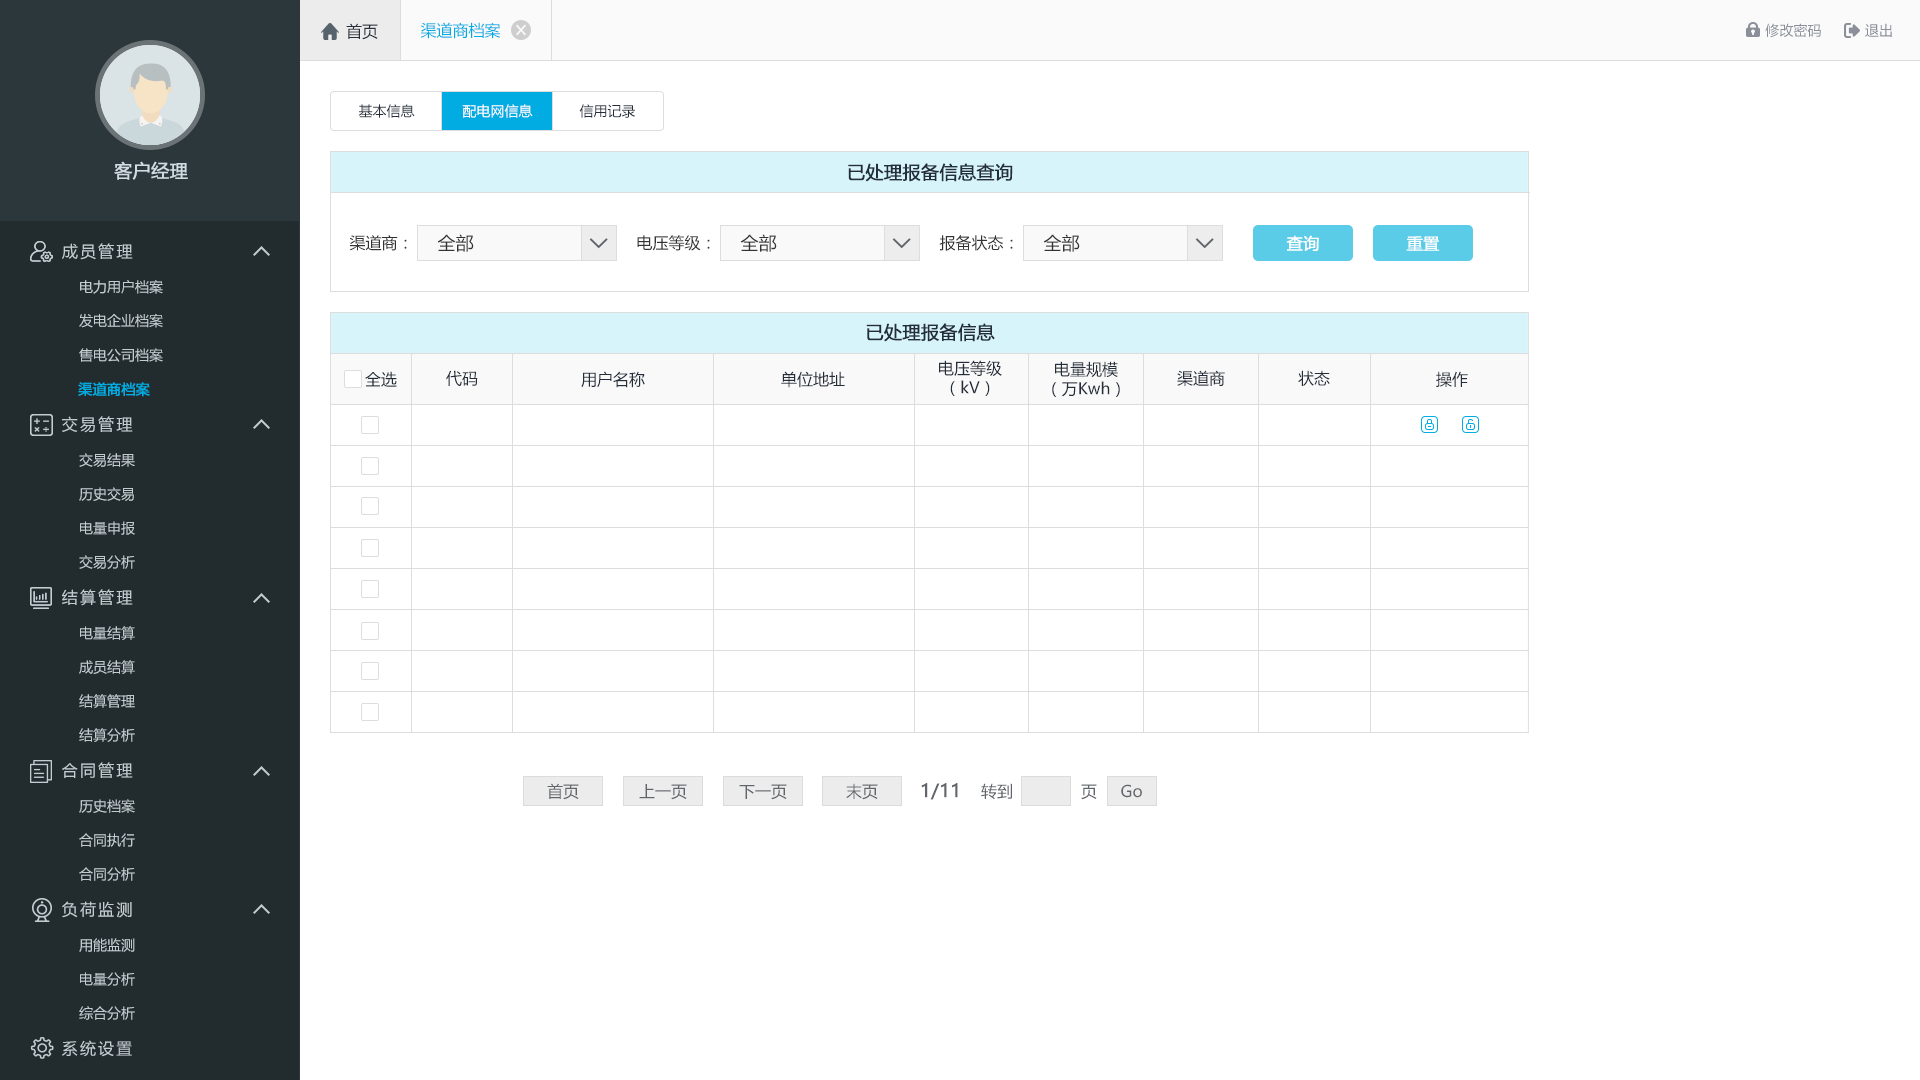 首页
渠道商档案
修改密码
退出
客户经理
成员管理
电力用户档案
发电企业档案
售电公司档案
渠道商档案
交易管理
交易结果
历史交易
电量申报
交易分析
结算管理
电量结算
成员结算
结算管理
结算分析
合同管理
历史档案
合同执行
合同分析
负荷监测
用能监测
电量分析
综合分析
系统设置
基本信息
配电网信息
信用记录
已处理报备信息查询
渠道商：
全部
电压等级：
全部
报备状态：
全部
查询
重置
已处理报备信息
全选
代码
用户名称
单位地址
电压等级
（kV）
电量规模
（万Kwh）
渠道商
状态
操作
首页
上一页
下一页
末页
1/11
转到
页
Go